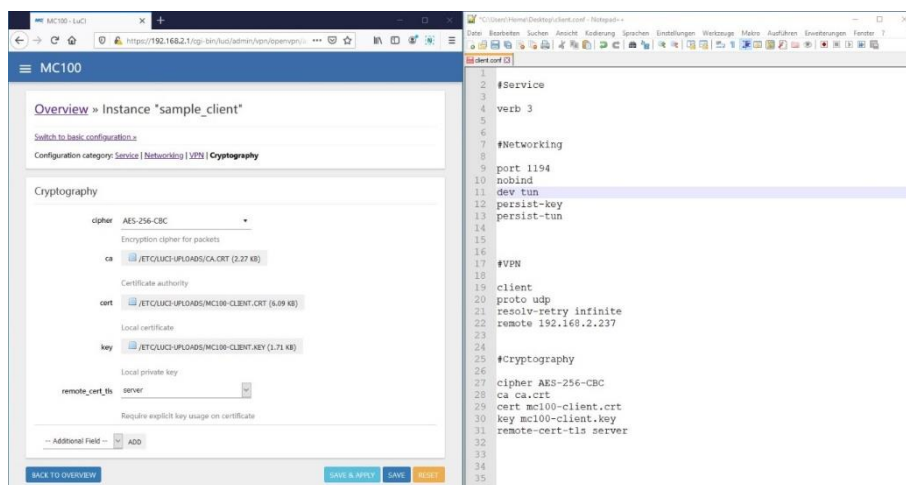 MC100 - LuCI
https://192.168.2.1/cgi-bin/luci/admin/vpn/openvpn/
MC100
Overview » Instance "sample_client"
Switch to basic configuration »
Configuration category: Service | Networking | VPN | Cryptography
Cryptography
cipher AES-256-CBC
Encryption cipher for packets
ca /ETC/LUCI-UPLOADS/CA.CRT (2.27 KB)
Certificate authority
cert /ETC/LUCI-UPLOADS/MC100-CLIENT.CRT (6.09 KB)
Local certificate
key /ETC/LUCI-UPLOADS/MC100-CLIENT.KEY (1.71 KB)
Local private key
remote_cert_tls server
Require explicit key usage on certificate
-- Additional Field -- ADD
BACK TO OVERVIEW SAVE & APPLY SAVE RESET
*C:\Users\Home\Desktop\client.conf - Notepad++
Datei Bearbeiten Suchen Ansicht Kodierung Sprachen Einstellungen Werkzeuge Makro Ausführen Erweiterungen Fenster ?
client.conf
1
2 #Service
3
4 verb 3
5
6
7 #Networking
8
9 port 1194
10 nobind
11 dev tun
12 persist-key
13 persist-tun
14
15
16
17 #VPN
18
19 client
20 proto udp
21 resolv-retry infinite
22 remote 192.168.2.237
23
24
25 #Cryptography
26
27 cipher AES-256-CBC
28 ca ca.crt
29 cert mc100-client.crt
30 key mc100-client.key
31 remote-cert-tls server
32
33
34
35